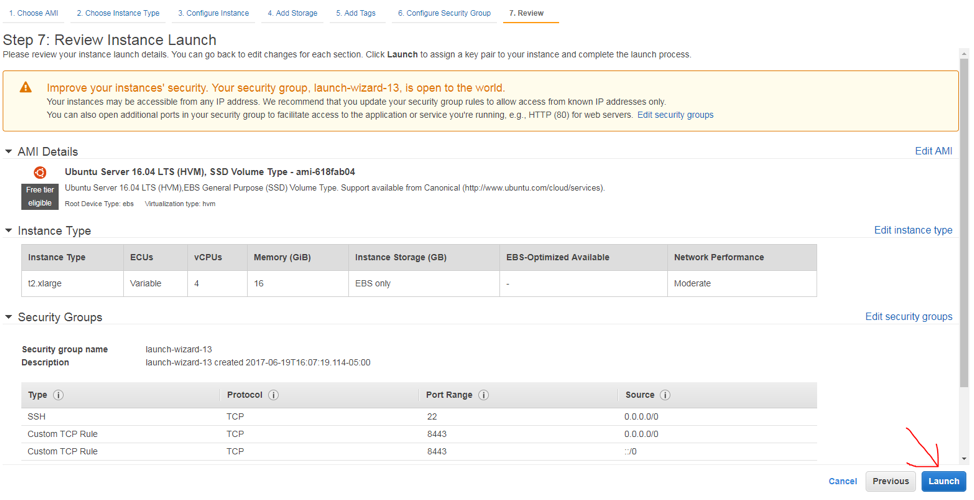 1. Choose AMI 2. Choose Instance Type 3. Configure Instance 4. Add Storage 5. Add Tags 6. Configure Security Group 7. Review
Step 7: Review Instance Launch
Please review your instance launch details. You can go back to edit changes for each section. Click Launch to assign a key pair to your instance and complete the launch process.
Improve your instances' security. Your security group, launch-wizard-13, is open to the world.
Your instances may be accessible from any IP address. We recommend that you update your security group rules to allow access from known IP addresses only.
You can also open additional ports in your security group to facilitate access to the application or service you're running, e.g., HTTP (80) for web servers. Edit security groups
AMI Details Edit AMI
Ubuntu Server 16.04 LTS (HVM), SSD Volume Type - ami-618fab04
Free tier eligible
Ubuntu Server 16.04 LTS (HVM),EBS General Purpose (SSD) Volume Type. Support available from Canonical (http://www.ubuntu.com/cloud/services).
Root Device Type: ebs Virtualization type: hvm
Instance Type Edit instance type
Instance Type ECUs vCPUs Memory (GiB) Instance Storage (GB) EBS-Optimized Available Network Performance
t2.xlarge Variable 4 16 EBS only - Moderate
Security Groups Edit security groups
Security group name launch-wizard-13
Description launch-wizard-13 created 2017-06-19T16:07:19.114-05:00
Type Protocol Port Range Source
SSH TCP 22 0.0.0.0/0
Custom TCP Rule TCP 8443 0.0.0.0/0
Custom TCP Rule TCP 8443 ::/0
Cancel Previous Launch